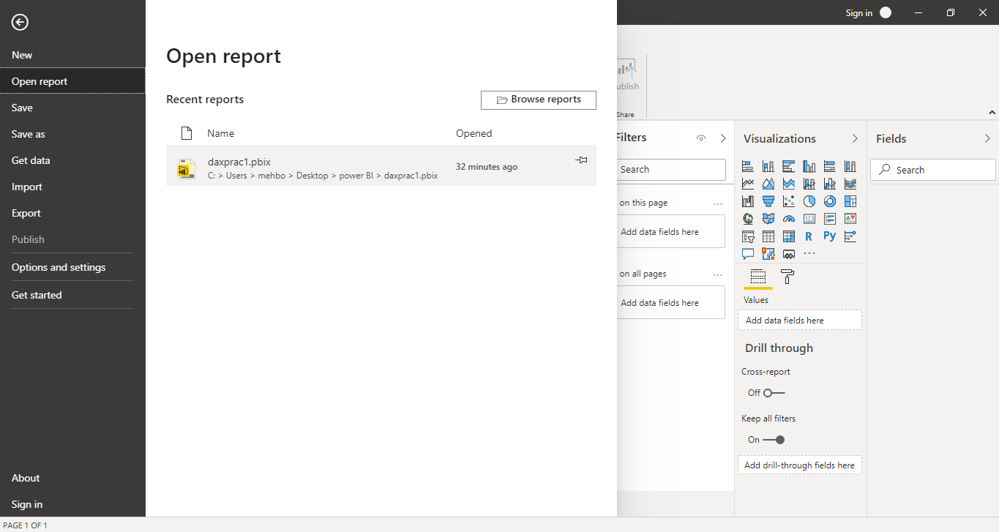 Sign in
New
Open report
Save
Save as
Get data
Import
Export
Publish
Options and settings
Get started
About
Sign in
Open report
Recent reports
Browse reports
Name Opened
daxprac1.pbix
C: > Users > mehbo > Desktop > power BI > daxprac1.pbix
32 minutes ago
ublish
Share
Filters
Search
on this page
...
Add data fields here
on all pages
...
Add data fields here
Visualizations
123
R Py
...
Values
Add data fields here
Drill through
Cross-report
Off
Keep all filters
On
Add drill-through fields here
Fields
Search
PAGE 1 OF 1